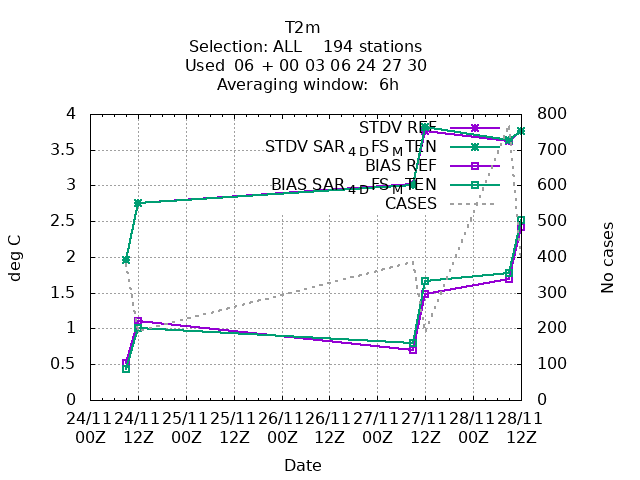 T2m
Selection: ALL 194 stations
Used 06 + 00 03 06 24 27 30
Averaging window: 6h
4
3.5
3
2.5
2
1.5
1
0.5
0
800
700
600
500
400
300
200
100
0
STDV REF
STDV SAR4DFSMTEN
BIAS REF
BIAS SAR4DFSMTEN
CASES
deg C
No cases
24/11 24/11 25/11 25/11 26/11 26/11 27/11 27/11 28/11 28/11
00Z 12Z 00Z 12Z 00Z 12Z 00Z 12Z 00Z 12Z
Date